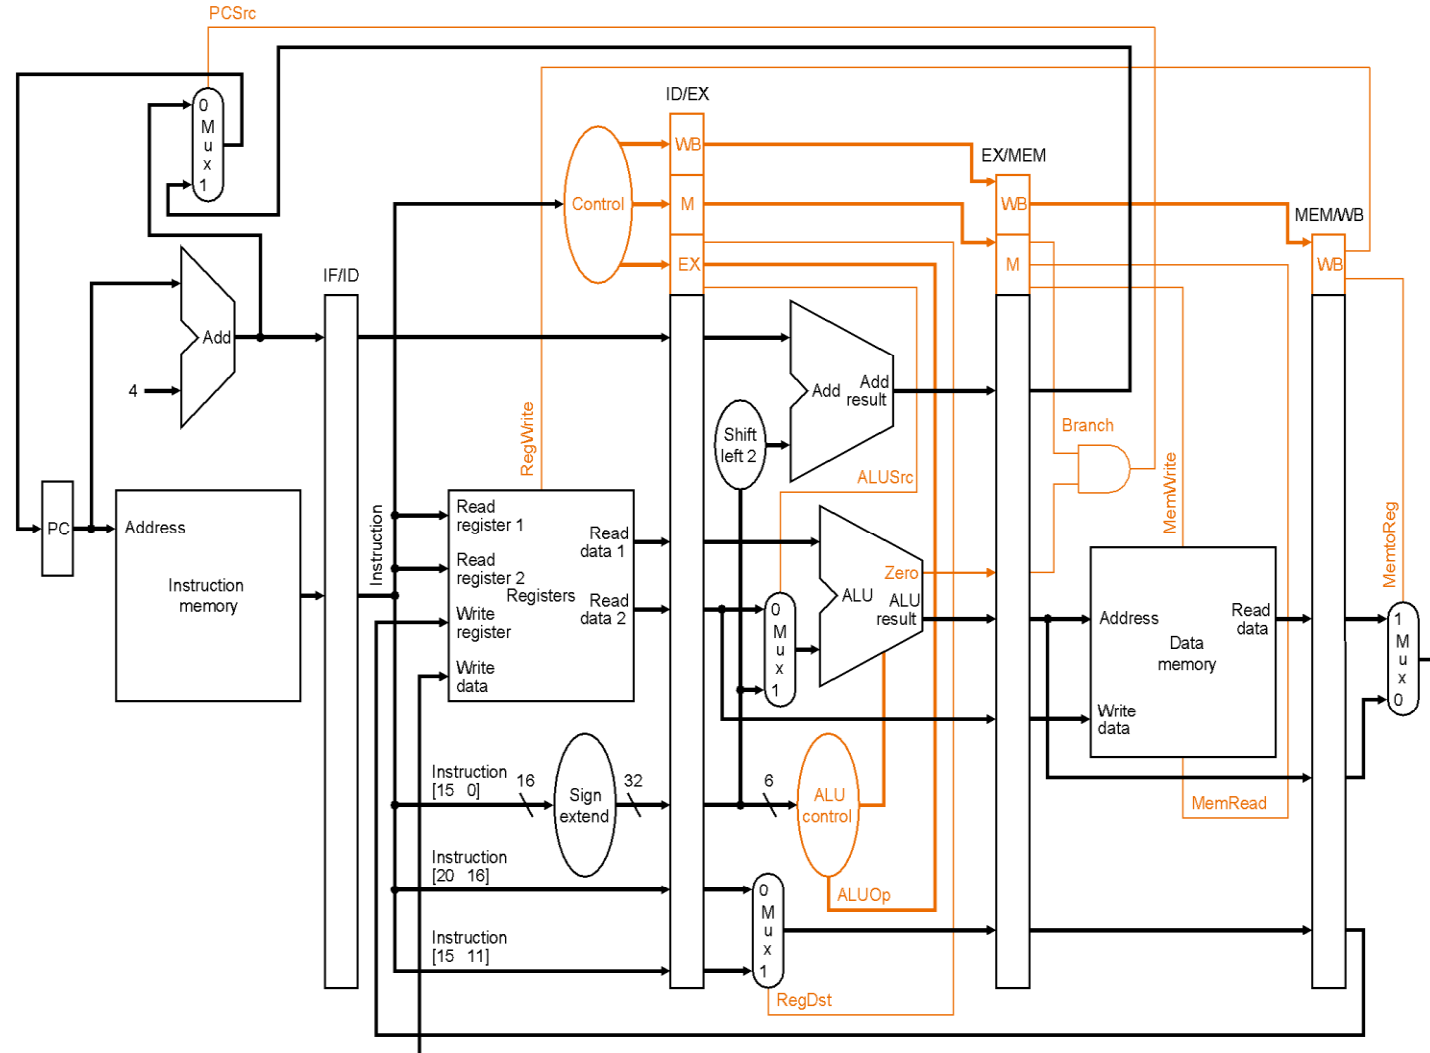 PCSrc
ID/EX
0
M
u
x
1
WB
EX/MEM
Control
M
WB
MEM/WB
IF/ID
EX
M
WB
Add
4
Add
Add
result
Shift
left 2
RegWrite
Branch
ALUSrc
MemWrite
MemtoReg
PC
Address
Instruction
memory
Instruction
Read
register 1
Read
data 1
Read
register 2
Registers
Write
register
Read
data 2
Write
data
Zero
ALU
ALU
result
0
M
u
x
1
Address
Read
data
Data
memory
Write
data
1
M
u
x
0
Instruction
[15 0]
16
Sign
extend
32
6
ALU
control
MemRead
Instruction
[20 16]
ALUOp
0
M
u
x
1
Instruction
[15 11]
RegDst